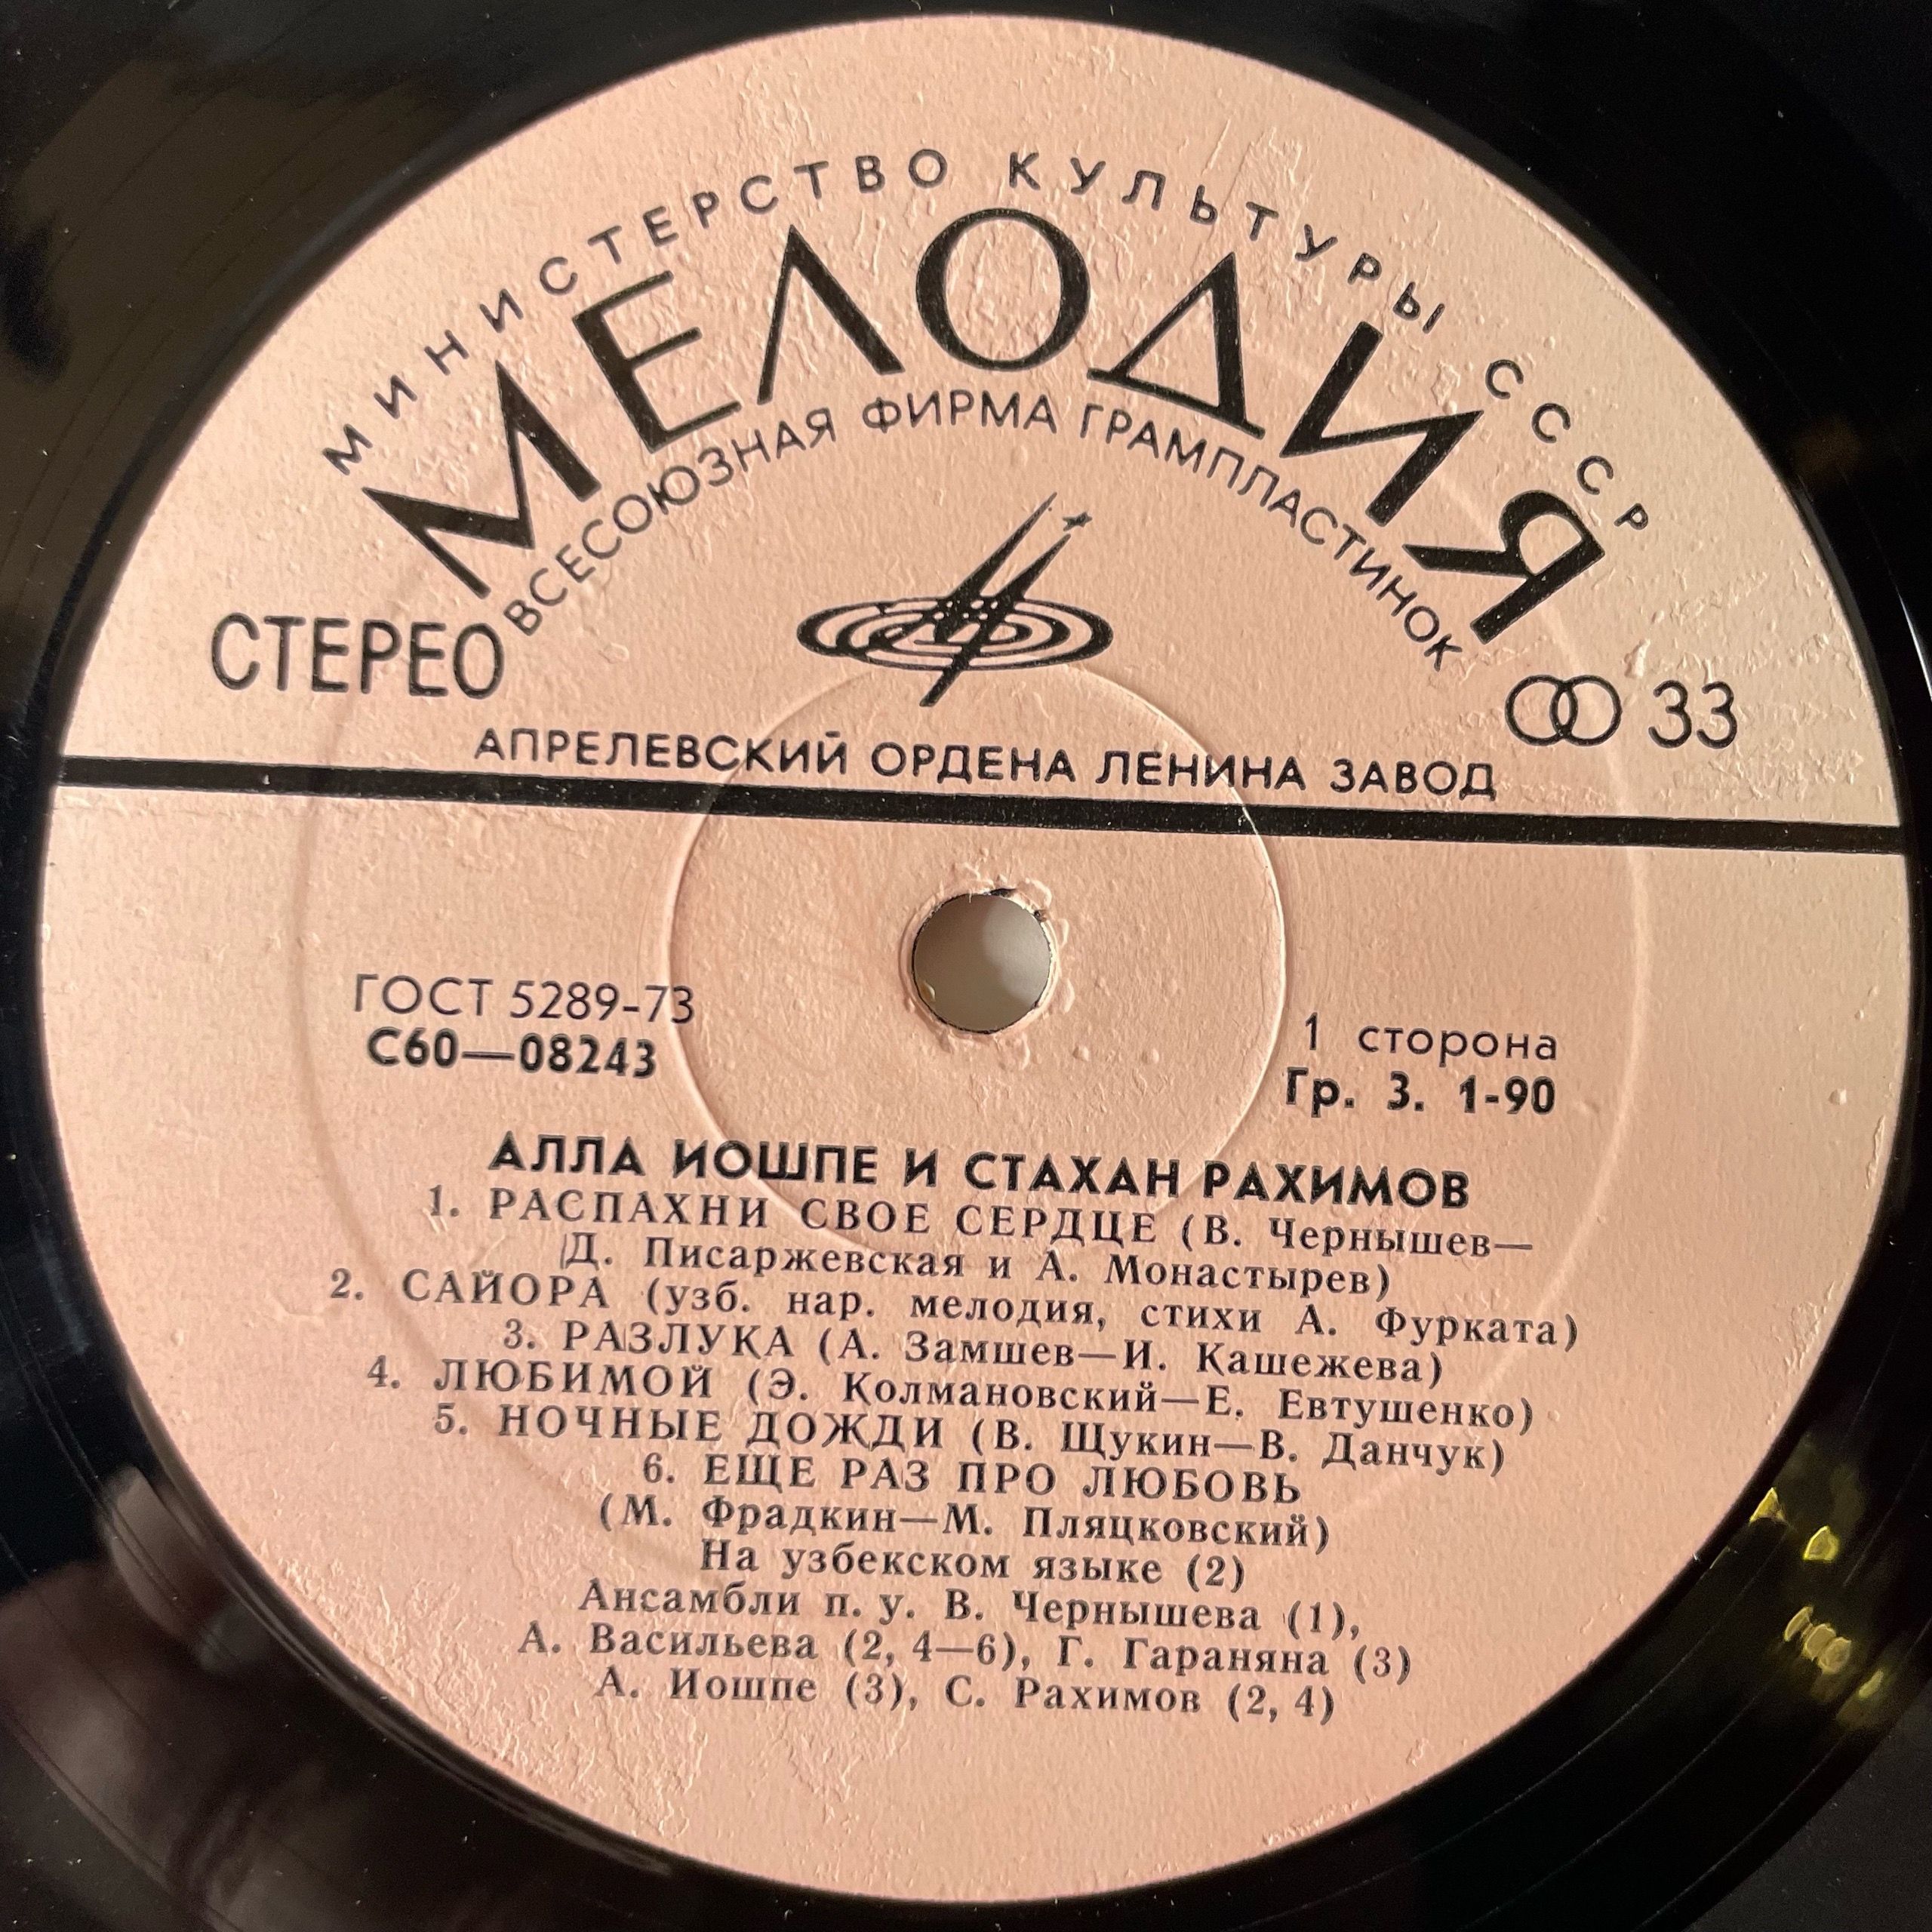 МИНИСТЕРСТВО КУЛЬТУРЫ СССР
МЕЛОДИЯ
ВСЕСОЮЗНАЯ ФИРМА ГРАМПЛАСТИНОК
СТЕРЕО
33
АПРЕЛЕВСКИЙ ОРДЕНА ЛЕНИНА ЗАВОД
ГОСТ 5289-73
С60—08243
1 сторона
Гр. 3. 1-90
АЛЛА ИОШПЕ И СТАХАН РАХИМОВ
1. РАСПАХНИ СВОЕ СЕРДЦЕ (В. Чернышев—
Д. Писаржевская и А. Монастырев)
2. САЙОРА (узб. нар. мелодия, стихи А. Фурката)
3. РАЗЛУКА (А. Замшев—И. Кашежева)
4. ЛЮБИМОЙ (Э. Колмановский—Е. Евтушенко)
5. НОЧНЫЕ ДОЖДИ (В. Щукин—В. Данчук)
6. ЕЩЕ РАЗ ПРО ЛЮБОВЬ
(М. Фрадкин—М. Пляцковский)
На узбекском языке (2)
Ансамбли п. у. В. Чернышева (1),
А. Васильева (2, 4—6), Г. Гараняна (3)
А. Иошпе (3), С. Рахимов (2, 4)